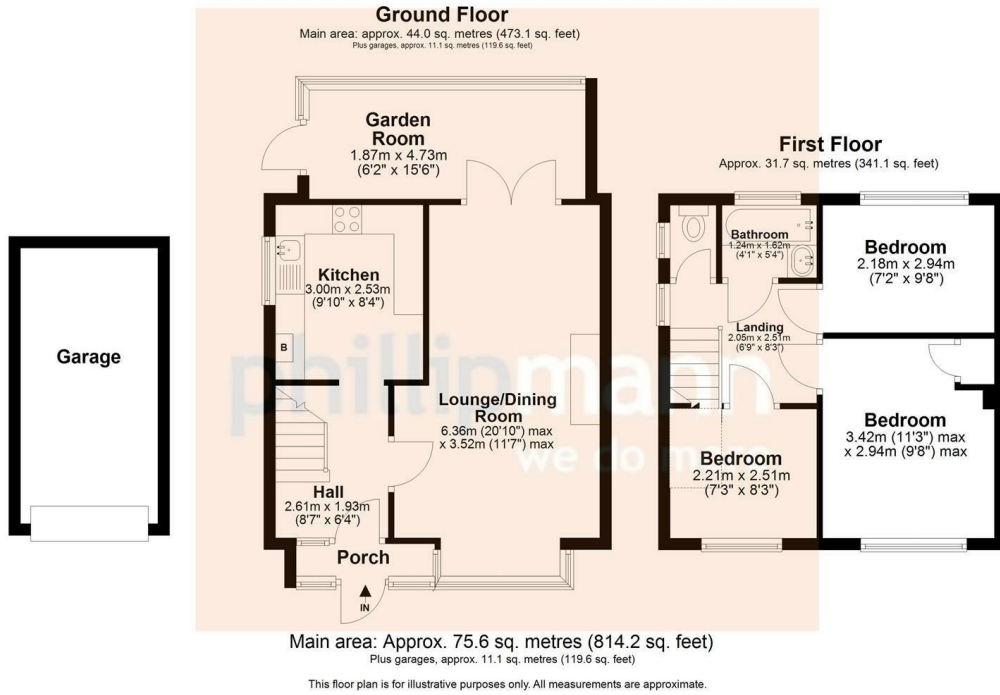 Ground Floor
Main area: approx. 44.0 sq. metres (473.1 sq. feet)
Plus garages, approx. 11.1 sq. metres (119.6 sq. feet)
Garden
Room
1.87m x 4.73m
(6'2" x 15'6")
Kitchen
3.00m x 2.53m
(9'10" x 8'4")
B
Garage
Lounge/Dining
Room
6.36m (20'10") max
x 3.52m (11'7") max
Hall
2.61m x 1.93m
(8'7" x 6'4")
Porch
IN
First Floor
Approx. 31.7 sq. metres (341.1 sq. feet)
Bathroom
1.24m x 1.62m
(4'1" x 5'4")
Bedroom
2.18m x 2.94m
(7'2" x 9'8")
Landing
2.05m x 2.51m
(6'9" x 8'3")
Bedroom
3.42m (11'3") max
x 2.94m (9'8") max
Bedroom
2.21m x 2.51m
(7'3" x 8'3")
phillipmann
we do more
Main area: Approx. 75.6 sq. metres (814.2 sq. feet)
Plus garages, approx. 11.1 sq. metres (119.6 sq. feet)
This floor plan is for illustrative purposes only. All measurements are approximate.